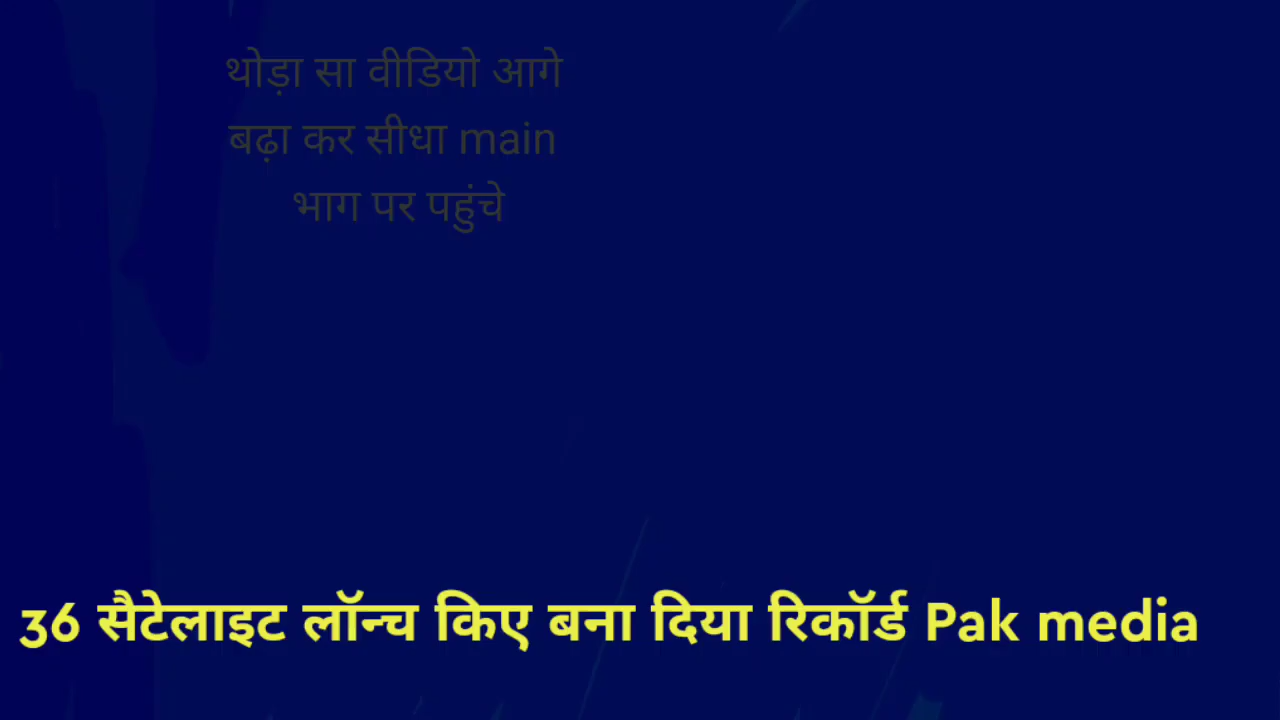 थोड़ा सा वीडियो आगे
बढ़ा कर सीधा main
भाग पर पहुंचे
36 सैटेलाइट लॉन्च किए बना दिया रिकॉर्ड Pak media